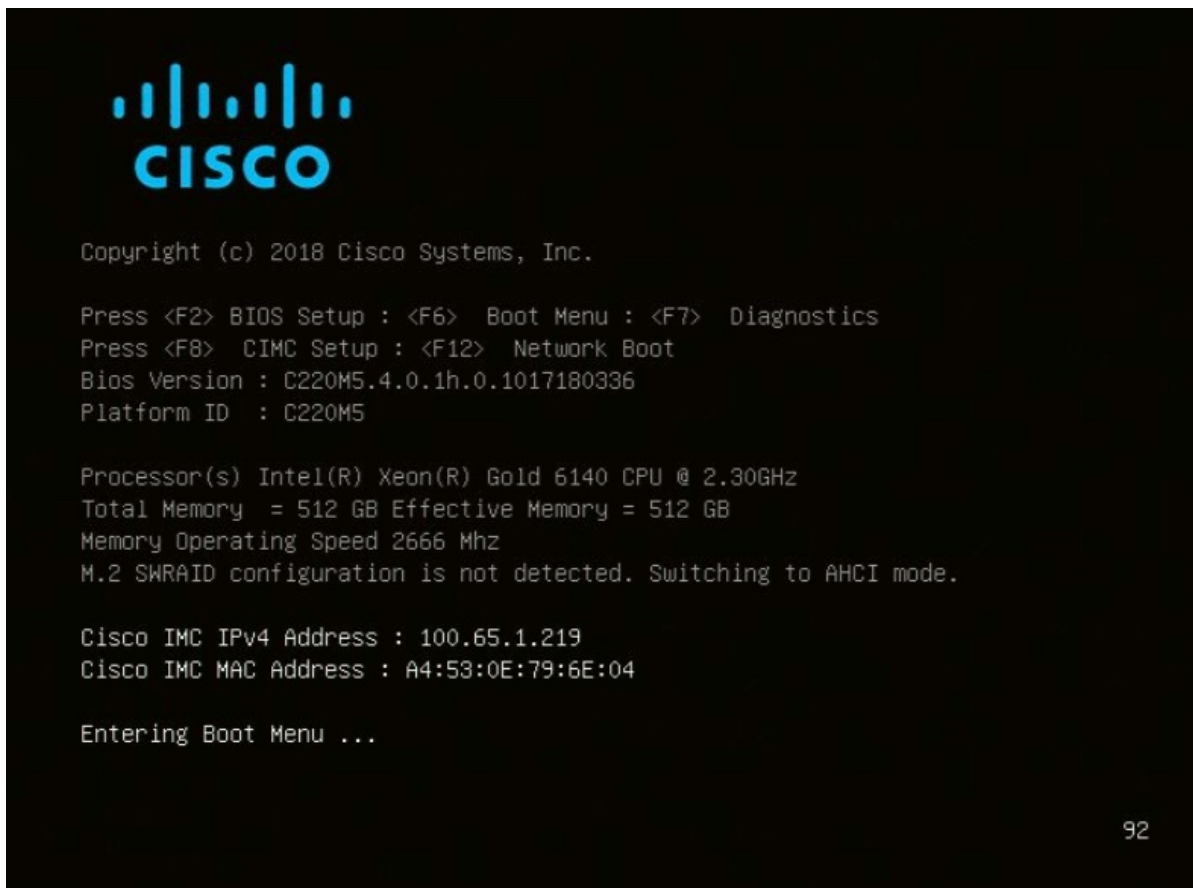 CISCO
Copyright (c) 2018 Cisco Systems, Inc.
Press <F2> BIOS Setup : <F6>  Boot Menu : <F7>  Diagnostics
Press <F8>  CIMC Setup : <F12>  Network Boot
Bios Version : C220M5.4.0.1h.0.1017180336
Platform ID  : C220M5
Processor(s) Intel(R) Xeon(R) Gold 6140 CPU @ 2.30GHz
Total Memory  = 512 GB Effective Memory = 512 GB
Memory Operating Speed 2666 Mhz
M.2 SWRAID configuration is not detected. Switching to AHCI mode.
Cisco IMC IPv4 Address : 100.65.1.219
Cisco IMC MAC Address : A4:53:0E:79:6E:04
Entering Boot Menu ...
92